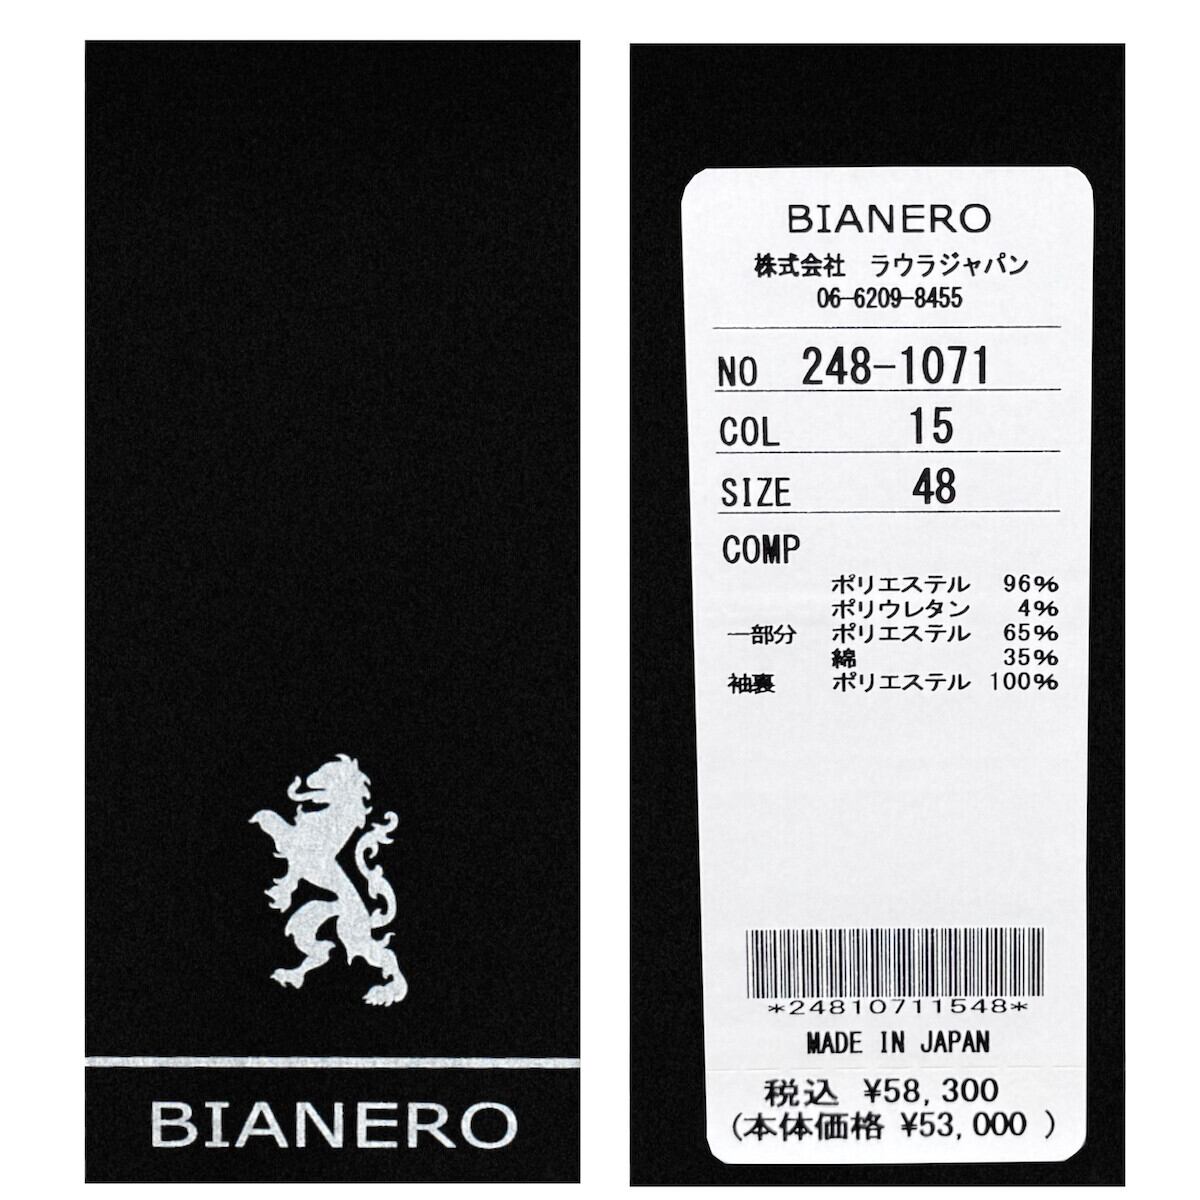 BIANERO
BIANERO
株式会社　ラウラジャパン
06-6209-8455
NO 248-1071
COL 15
SIZE 48
COMP
ポリエステル 96%
ポリウレタン 4%
一部分 ポリエステル 65%
綿 35%
袖裏 ポリエステル 100%
*24810711548*
MADE IN JAPAN
税込 ¥58,300
(本体価格 ¥53,000 )